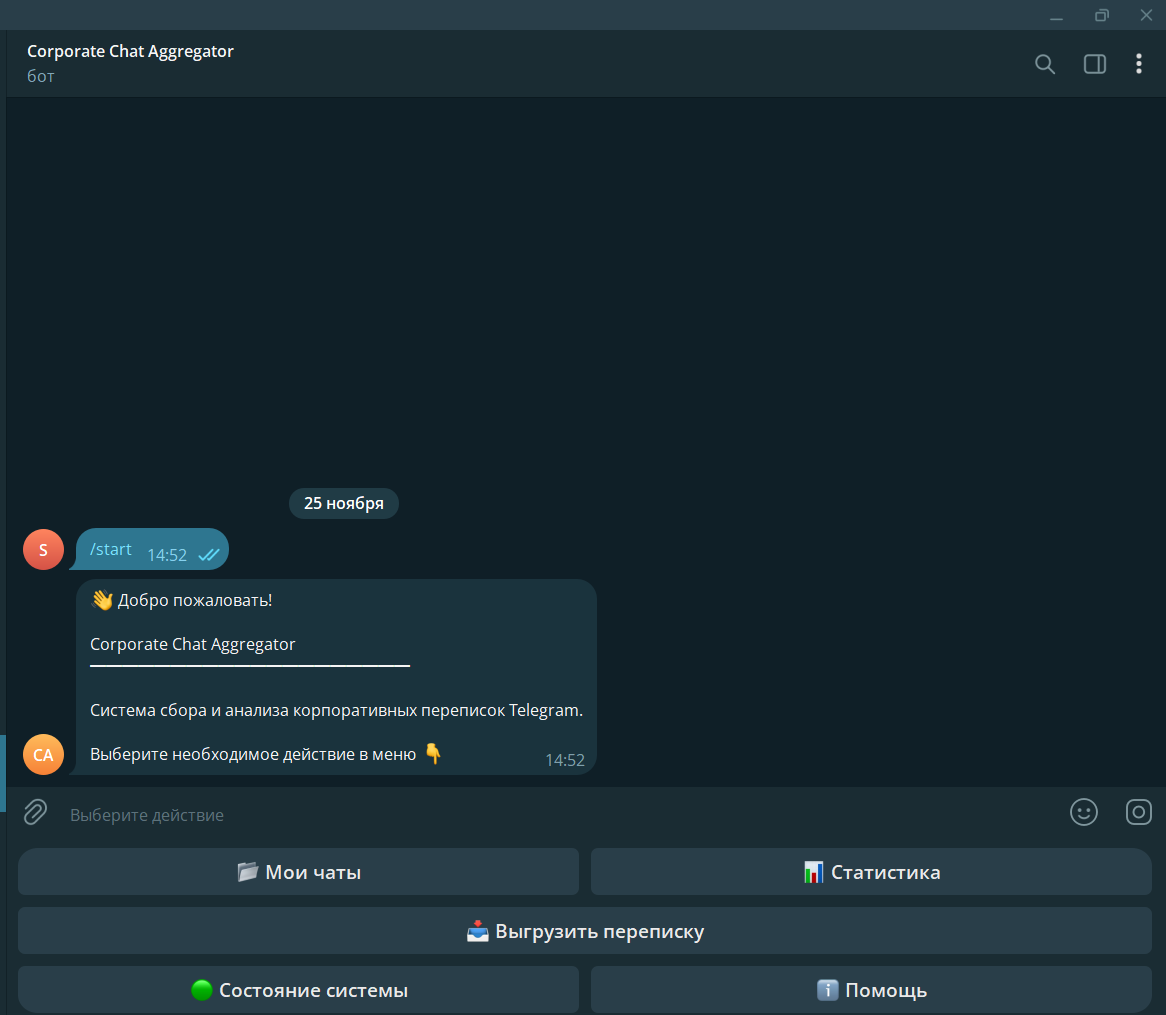 Corporate Chat Aggregator
бот
25 ноября
S
/start 14:52
👋 Добро пожаловать!
Corporate Chat Aggregator
Система сбора и анализа корпоративных переписок Telegram.
CA
Выберите необходимое действие в меню 👇 14:52
Выберите действие
📂 Мои чаты
📊 Статистика
📥 Выгрузить переписку
🟢 Состояние системы
ℹ️ Помощь